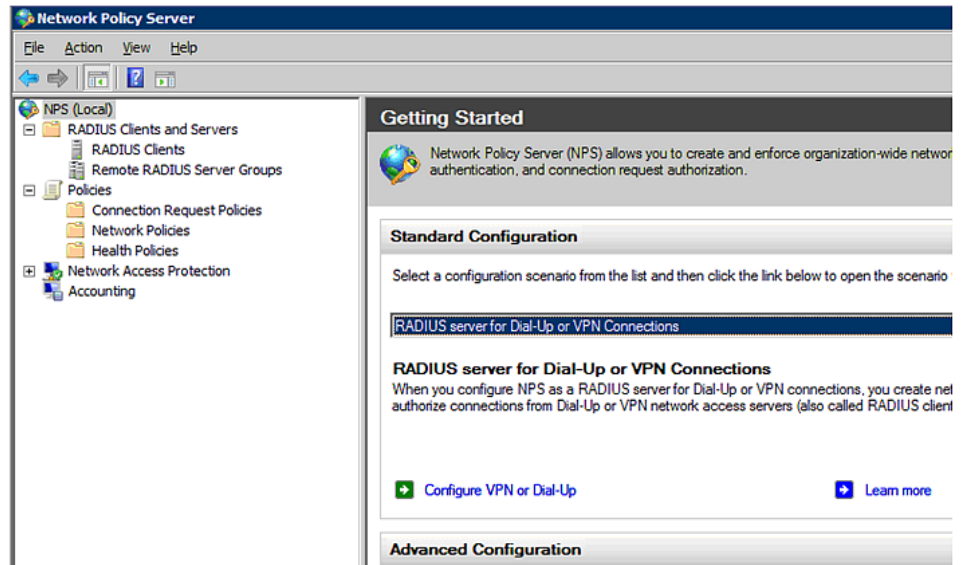 Network Policy Server
File Action View Help
NPS (Local)
RADIUS Clients and Servers
RADIUS Clients
Remote RADIUS Server Groups
Policies
Connection Request Policies
Network Policies
Health Policies
Network Access Protection
Accounting
Getting Started
Network Policy Server (NPS) allows you to create and enforce organization-wide networ
authentication, and connection request authorization.
Standard Configuration
Select a configuration scenario from the list and then click the link below to open the scenario
RADIUS server for Dial-Up or VPN Connections
RADIUS server for Dial-Up or VPN Connections
When you configure NPS as a RADIUS server for Dial-Up or VPN connections, you create net
authorize connections from Dial-Up or VPN network access servers (also called RADIUS client
Configure VPN or Dial-Up
Learn more
Advanced Configuration